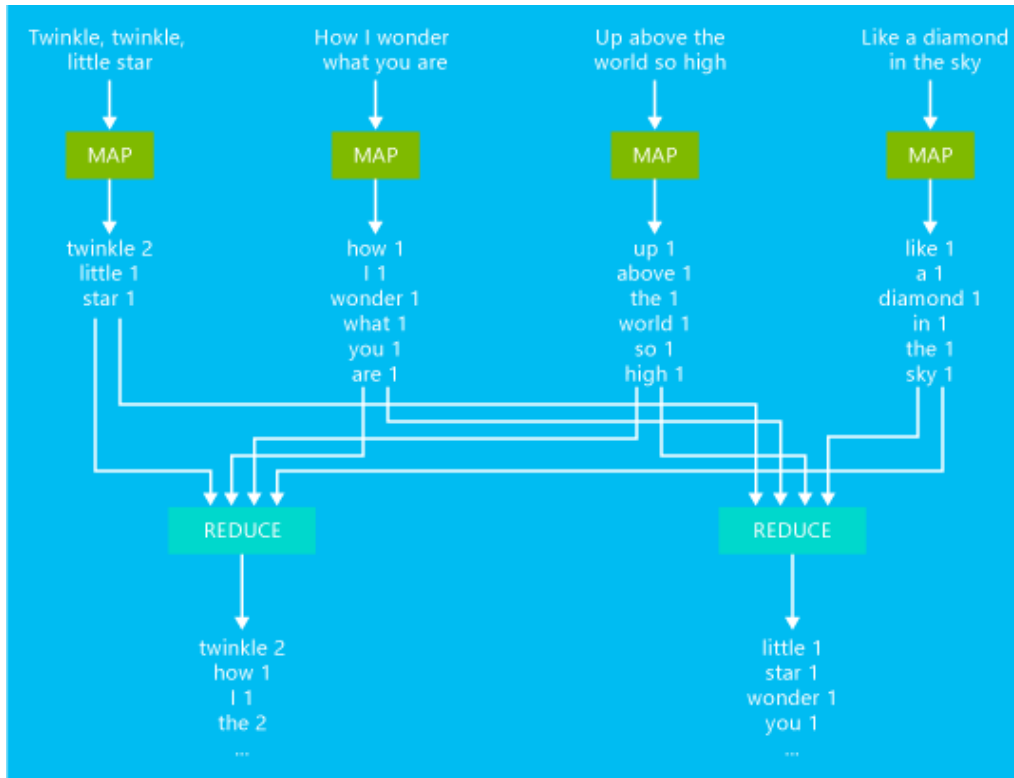 Twinkle, twinkle,
little star
How I wonder
what you are
Up above the
world so high
Like a diamond
in the sky
MAP
MAP
MAP
MAP
twinkle 2
little 1
star 1
how 1
I 1
wonder 1
what 1
you 1
are 1
up 1
above 1
the 1
world 1
so 1
high 1
like 1
a 1
diamond 1
in 1
the 1
sky 1
REDUCE
REDUCE
twinkle 2
how 1
I 1
the 2
...
little 1
star 1
wonder 1
you 1
...